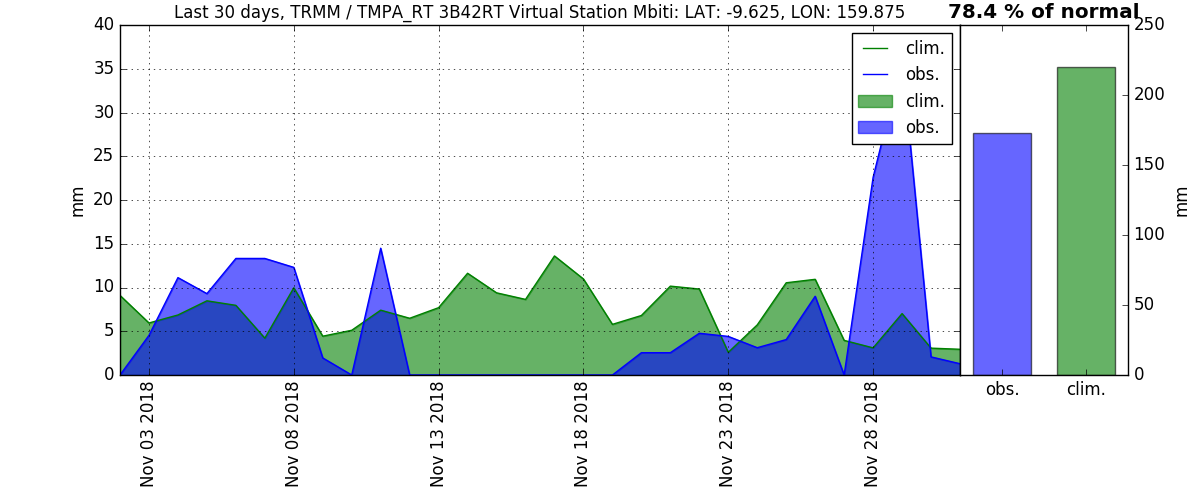 Last 30 days, TRMM / TMPA_RT 3B42RT Virtual Station Mbiti: LAT: -9.625, LON: 159.875
78.4 % of normal
40
35
30
25
20
15
10
5
0
mm
clim.
obs.
clim.
obs.
Nov 03 2018
Nov 08 2018
Nov 13 2018
Nov 18 2018
Nov 23 2018
Nov 28 2018
250
200
150
100
50
0
mm
obs.
clim.